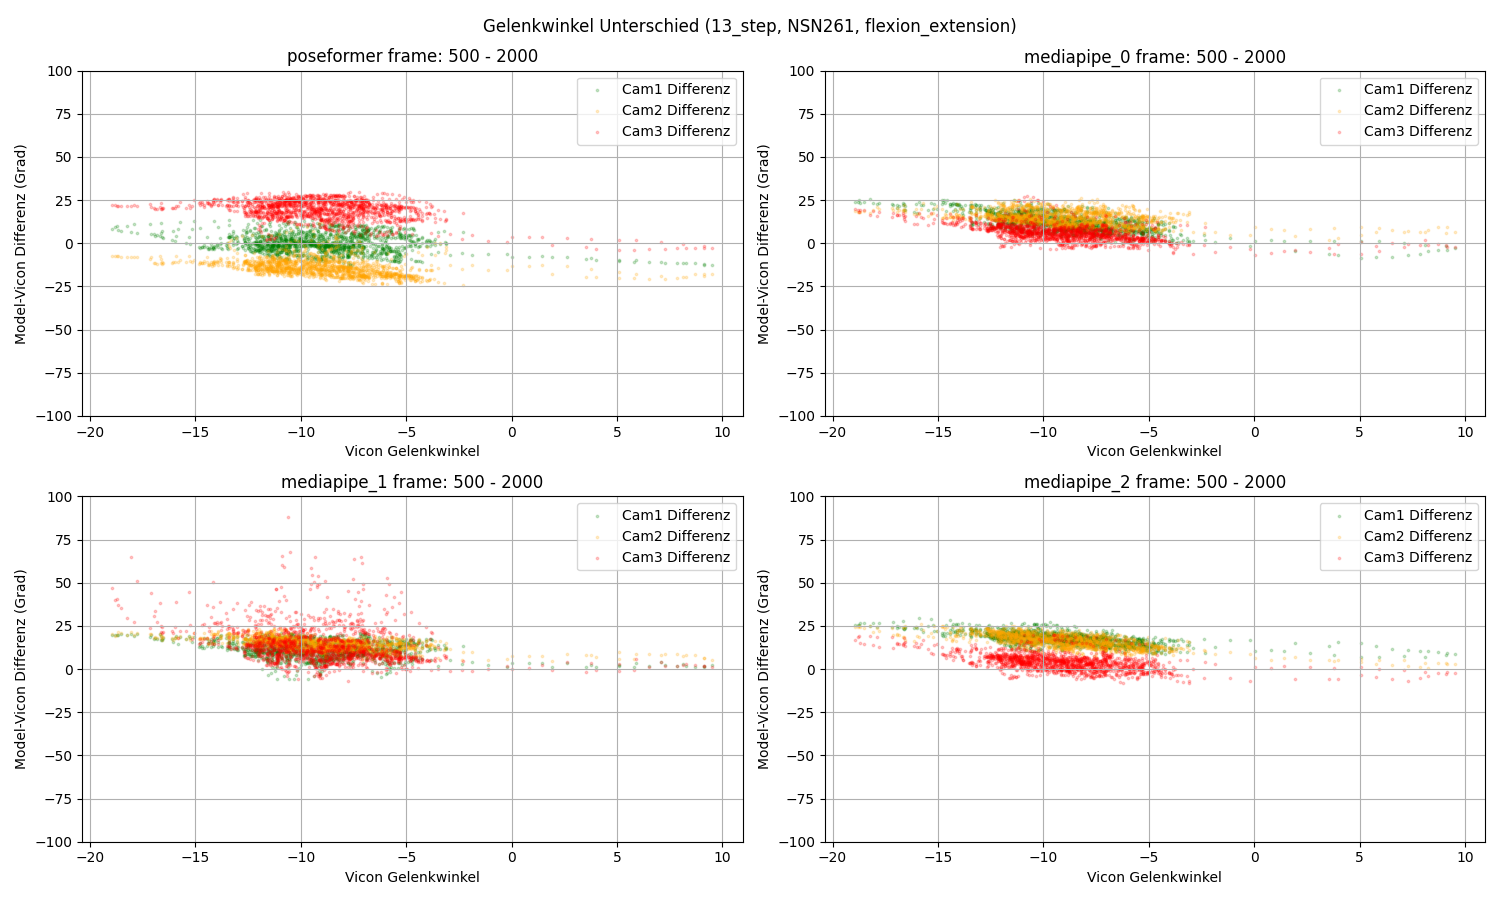 Gelenkwinkel Unterschied (13_step, NSN261, flexion_extension)
poseformer frame: 500 - 2000
100
75
50
25
0
−25
−50
−75
−100
Model-Vicon Differenz (Grad)
Cam1 Differenz
Cam2 Differenz
Cam3 Differenz
−20 −15 −10 −5 0 5 10
Vicon Gelenkwinkel
mediapipe_0 frame: 500 - 2000
100
75
50
25
0
−25
−50
−75
−100
Model-Vicon Differenz (Grad)
Cam1 Differenz
Cam2 Differenz
Cam3 Differenz
−20 −15 −10 −5 0 5 10
Vicon Gelenkwinkel
mediapipe_1 frame: 500 - 2000
100
75
50
25
0
−25
−50
−75
−100
Model-Vicon Differenz (Grad)
Cam1 Differenz
Cam2 Differenz
Cam3 Differenz
−20 −15 −10 −5 0 5 10
Vicon Gelenkwinkel
mediapipe_2 frame: 500 - 2000
100
75
50
25
0
−25
−50
−75
−100
Model-Vicon Differenz (Grad)
Cam1 Differenz
Cam2 Differenz
Cam3 Differenz
−20 −15 −10 −5 0 5 10
Vicon Gelenkwinkel